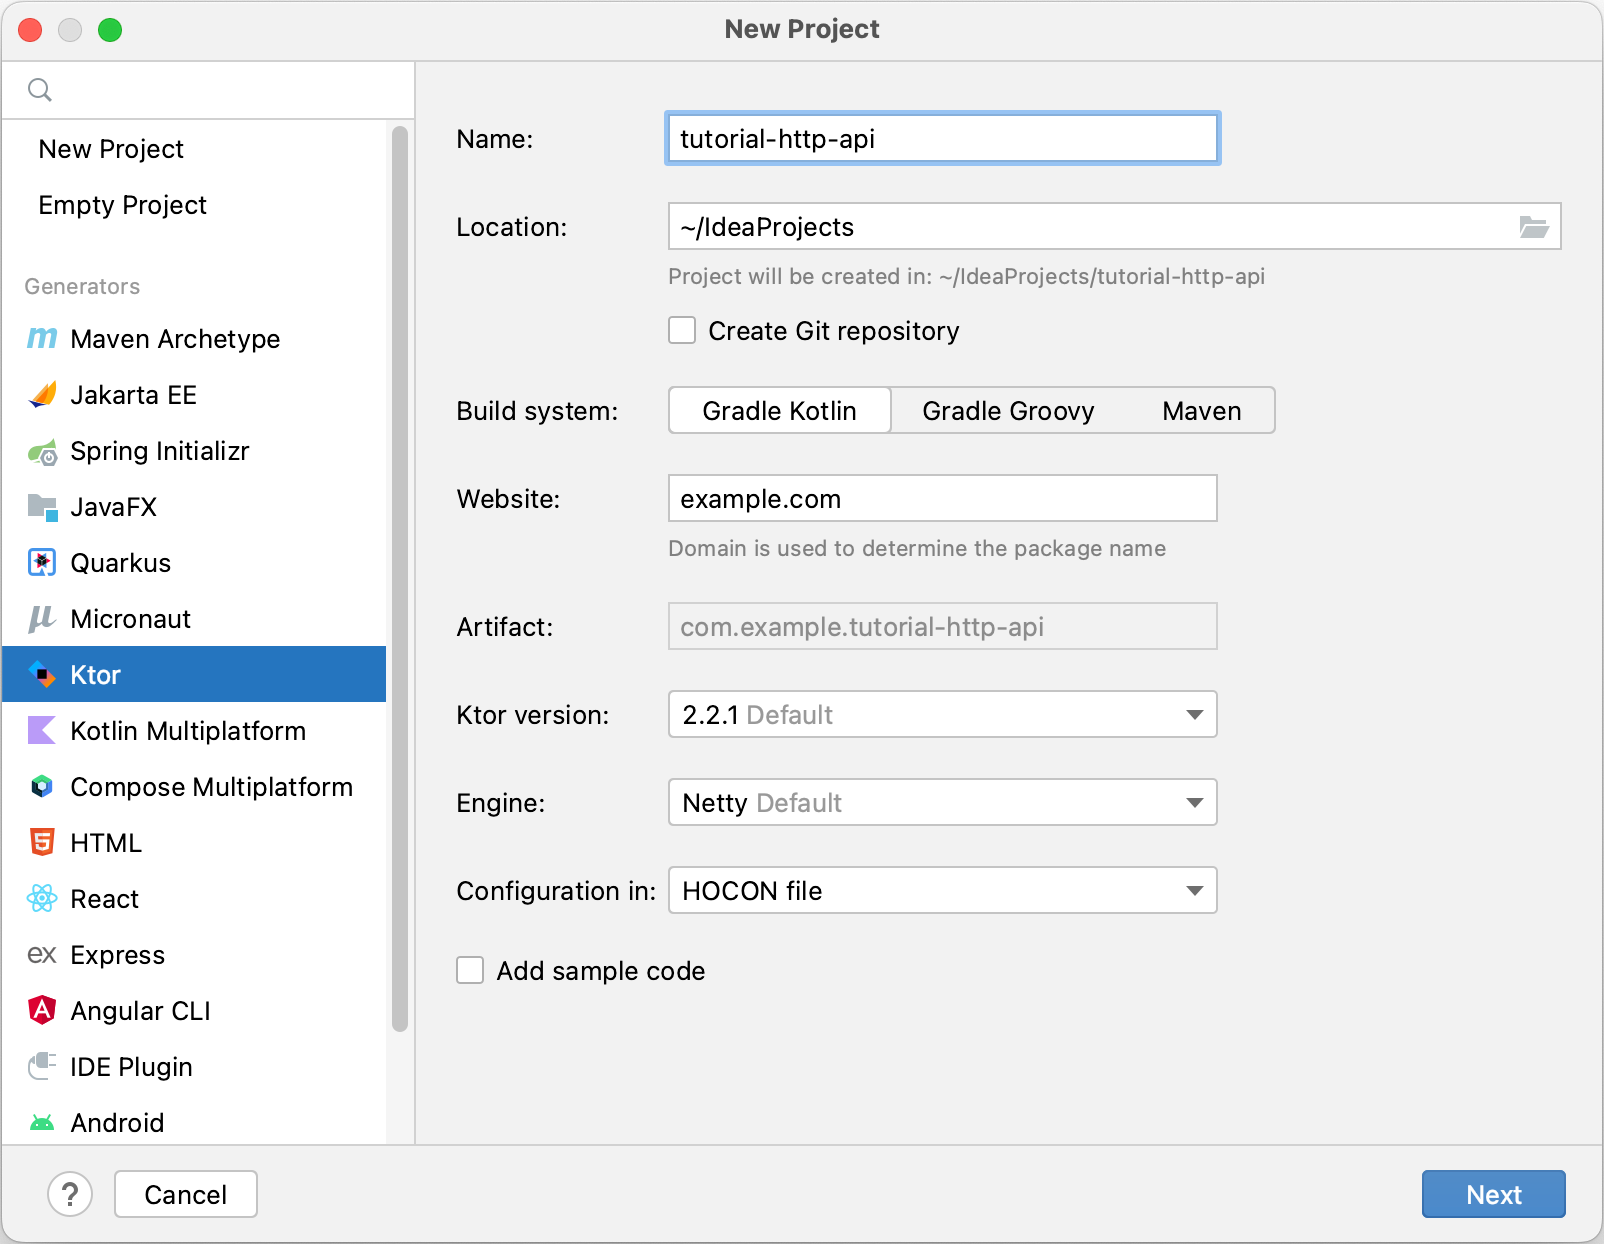 New Project
New Project
Empty Project
Generators
Maven Archetype
Jakarta EE
Spring Initializr
JavaFX
Quarkus
Micronaut
Ktor
Kotlin Multiplatform
Compose Multiplatform
HTML
React
ex Express
Angular CLI
IDE Plugin
Android
Name: tutorial-http-api
Location: ~/IdeaProjects
Project will be created in: ~/IdeaProjects/tutorial-http-api
Create Git repository
Build system: Gradle Kotlin Gradle Groovy Maven
Website: example.com
Domain is used to determine the package name
Artifact: com.example.tutorial-http-api
Ktor version: 2.2.1 Default
Engine: Netty Default
Configuration in: HOCON file
Add sample code
? Cancel Next